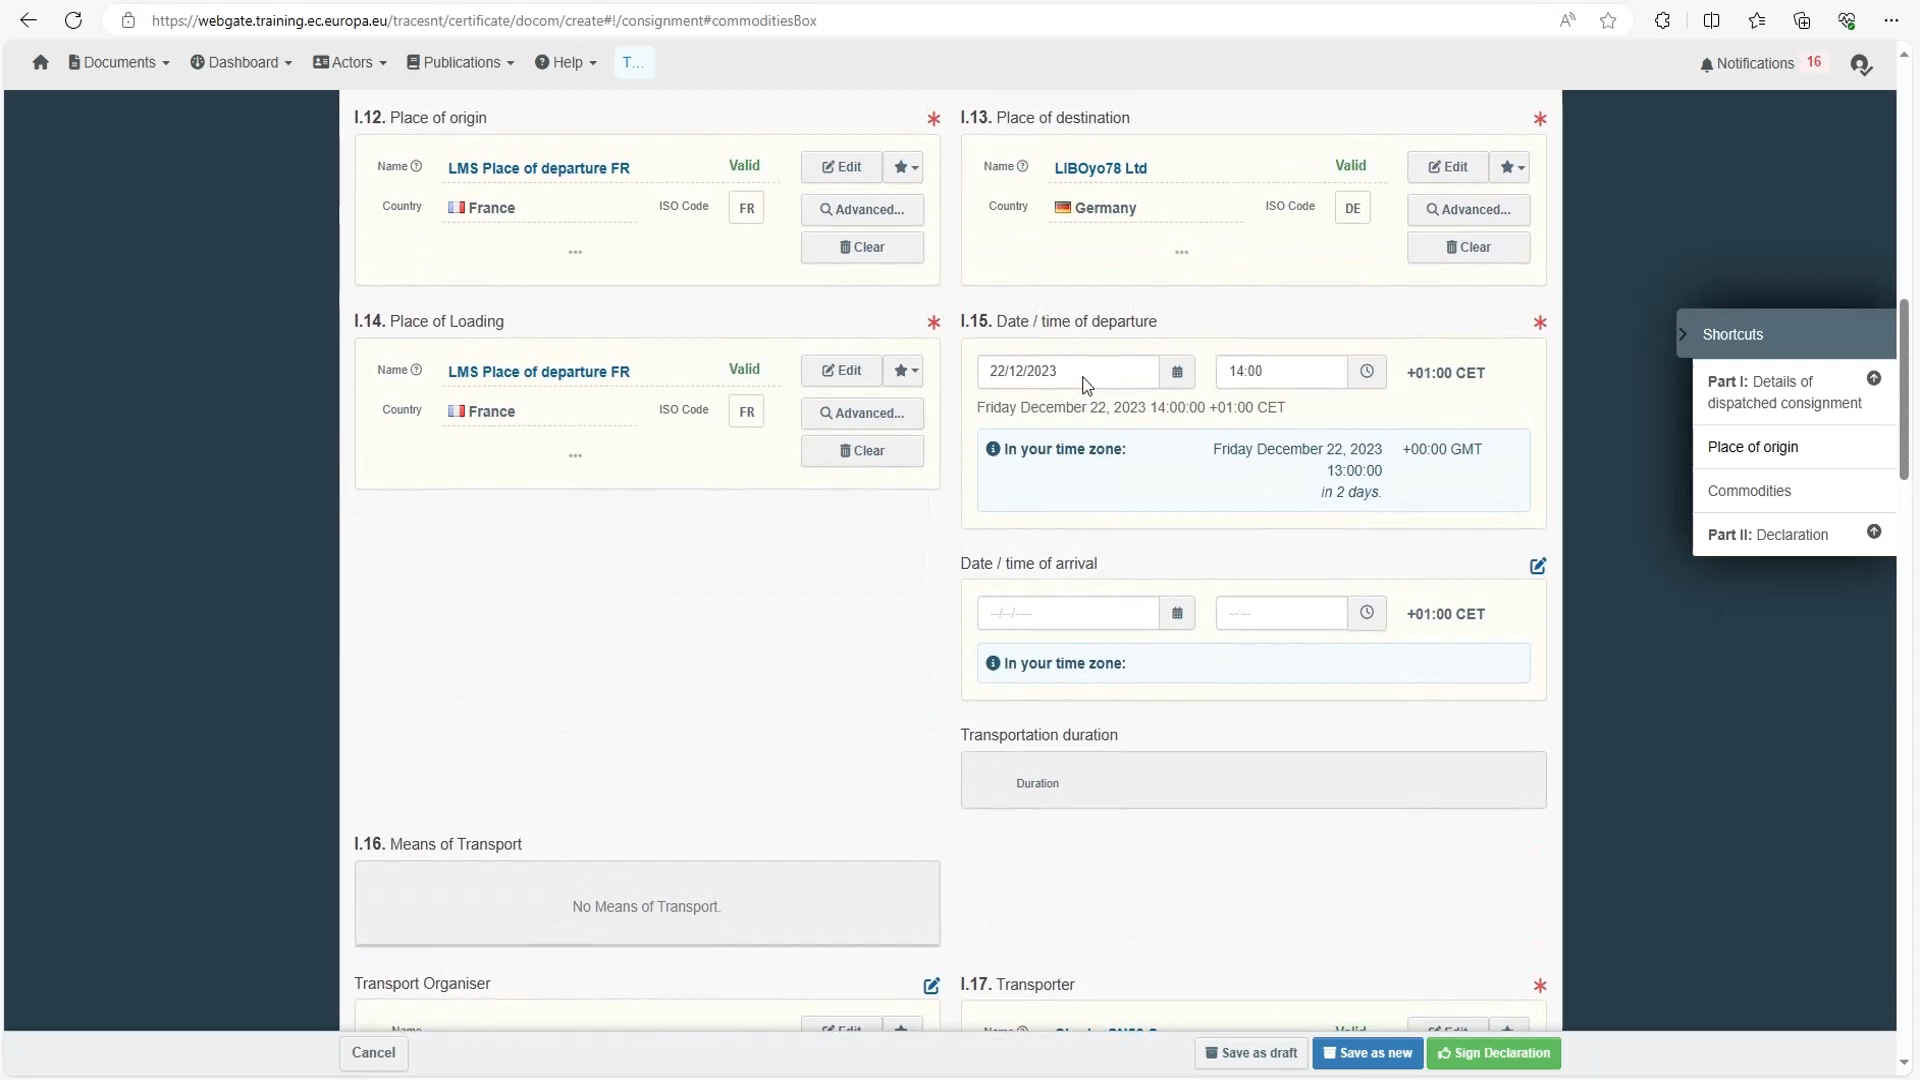 https://webgate.training.ec.europa.eu/tracesnt/certificate/docom/create#!/consignment#commoditiesBox
Documents Dashboard Actors Publications Help T... Notifications 16
I.12. Place of origin *
Name LMS Place of departure FR Valid Edit
Country France ISO Code FR Advanced...
... Clear
I.13. Place of destination *
Name LIBOyo78 Ltd Valid Edit
Country Germany ISO Code DE Advanced...
... Clear
I.14. Place of Loading *
Name LMS Place of departure FR Valid Edit
Country France ISO Code FR Advanced...
... Clear
I.15. Date / time of departure *
22/12/2023 14:00 +01:00 CET
Friday December 22, 2023 14:00:00 +01:00 CET
In your time zone: Friday December 22, 2023 +00:00 GMT
13:00:00
in 2 days.
Date / time of arrival
--/--/---- --:-- +01:00 CET
In your time zone:
Transportation duration
Duration
I.16. Means of Transport
No Means of Transport.
Transport Organiser
Name Edit
I.17. Transporter *
Name Valid Edit
Shortcuts
Part I: Details of
dispatched consignment
Place of origin
Commodities
Part II: Declaration
Cancel Save as draft Save as new Sign Declaration